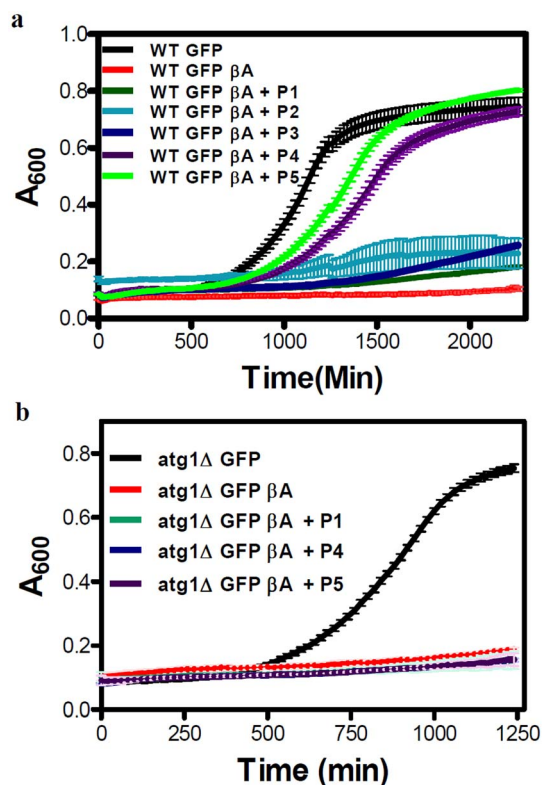 a
1.0
0.8
0.6
0.4
0.2
0.0
A600
WT GFP
WT GFP βA
WT GFP βA + P1
WT GFP βA + P2
WT GFP βA + P3
WT GFP βA + P4
WT GFP βA + P5
0
500
1000
1500
2000
Time(Min)
b
0.8
0.6
0.4
0.2
0.0
A600
atg1Δ GFP
atg1Δ GFP βA
atg1Δ GFP βA + P1
atg1Δ GFP βA + P4
atg1Δ GFP βA + P5
0
250
500
750
1000
1250
Time (min)